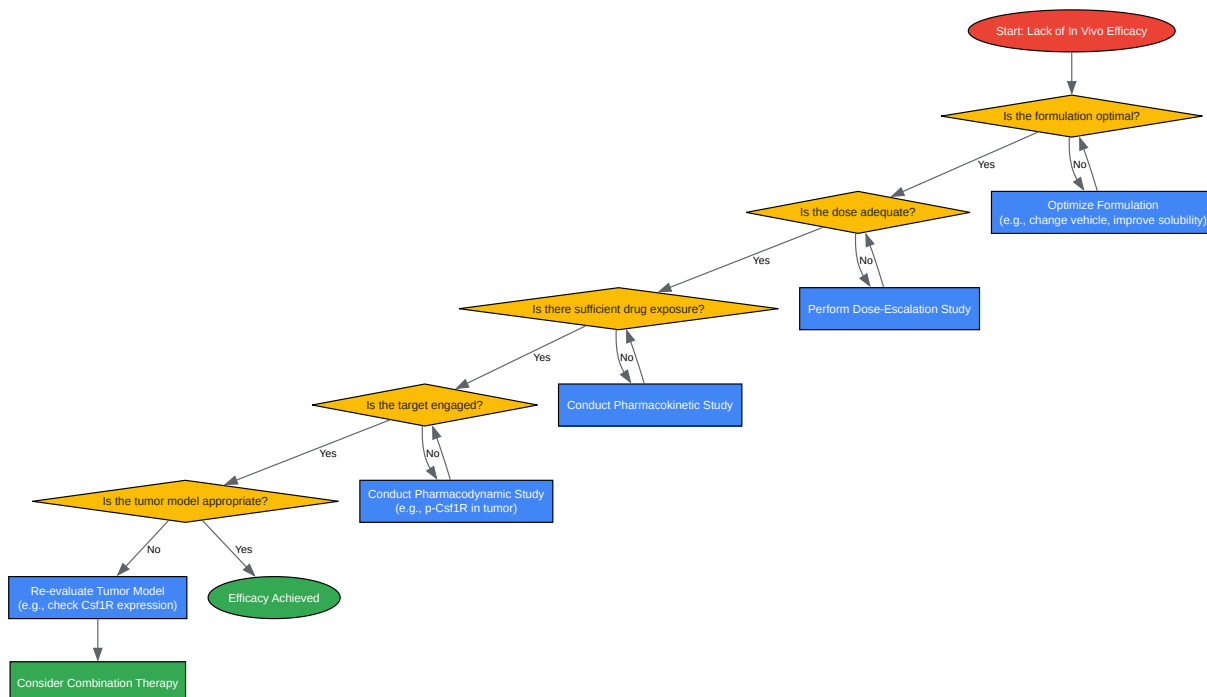 Start: Lack of In Vivo Efficacy
Is the formulation optimal?
Yes
No
Optimize Formulation
(e.g., change vehicle, improve solubility)
Is the dose adequate?
Yes
No
Perform Dose-Escalation Study
Is there sufficient drug exposure?
Yes
No
Conduct Pharmacokinetic Study
Is the target engaged?
Yes
No
Conduct Pharmacodynamic Study
(e.g., p-Csf1R in tumor)
Is the tumor model appropriate?
No
Yes
Re-evaluate Tumor Model
(e.g., check Csf1R expression)
Efficacy Achieved
Consider Combination Therapy